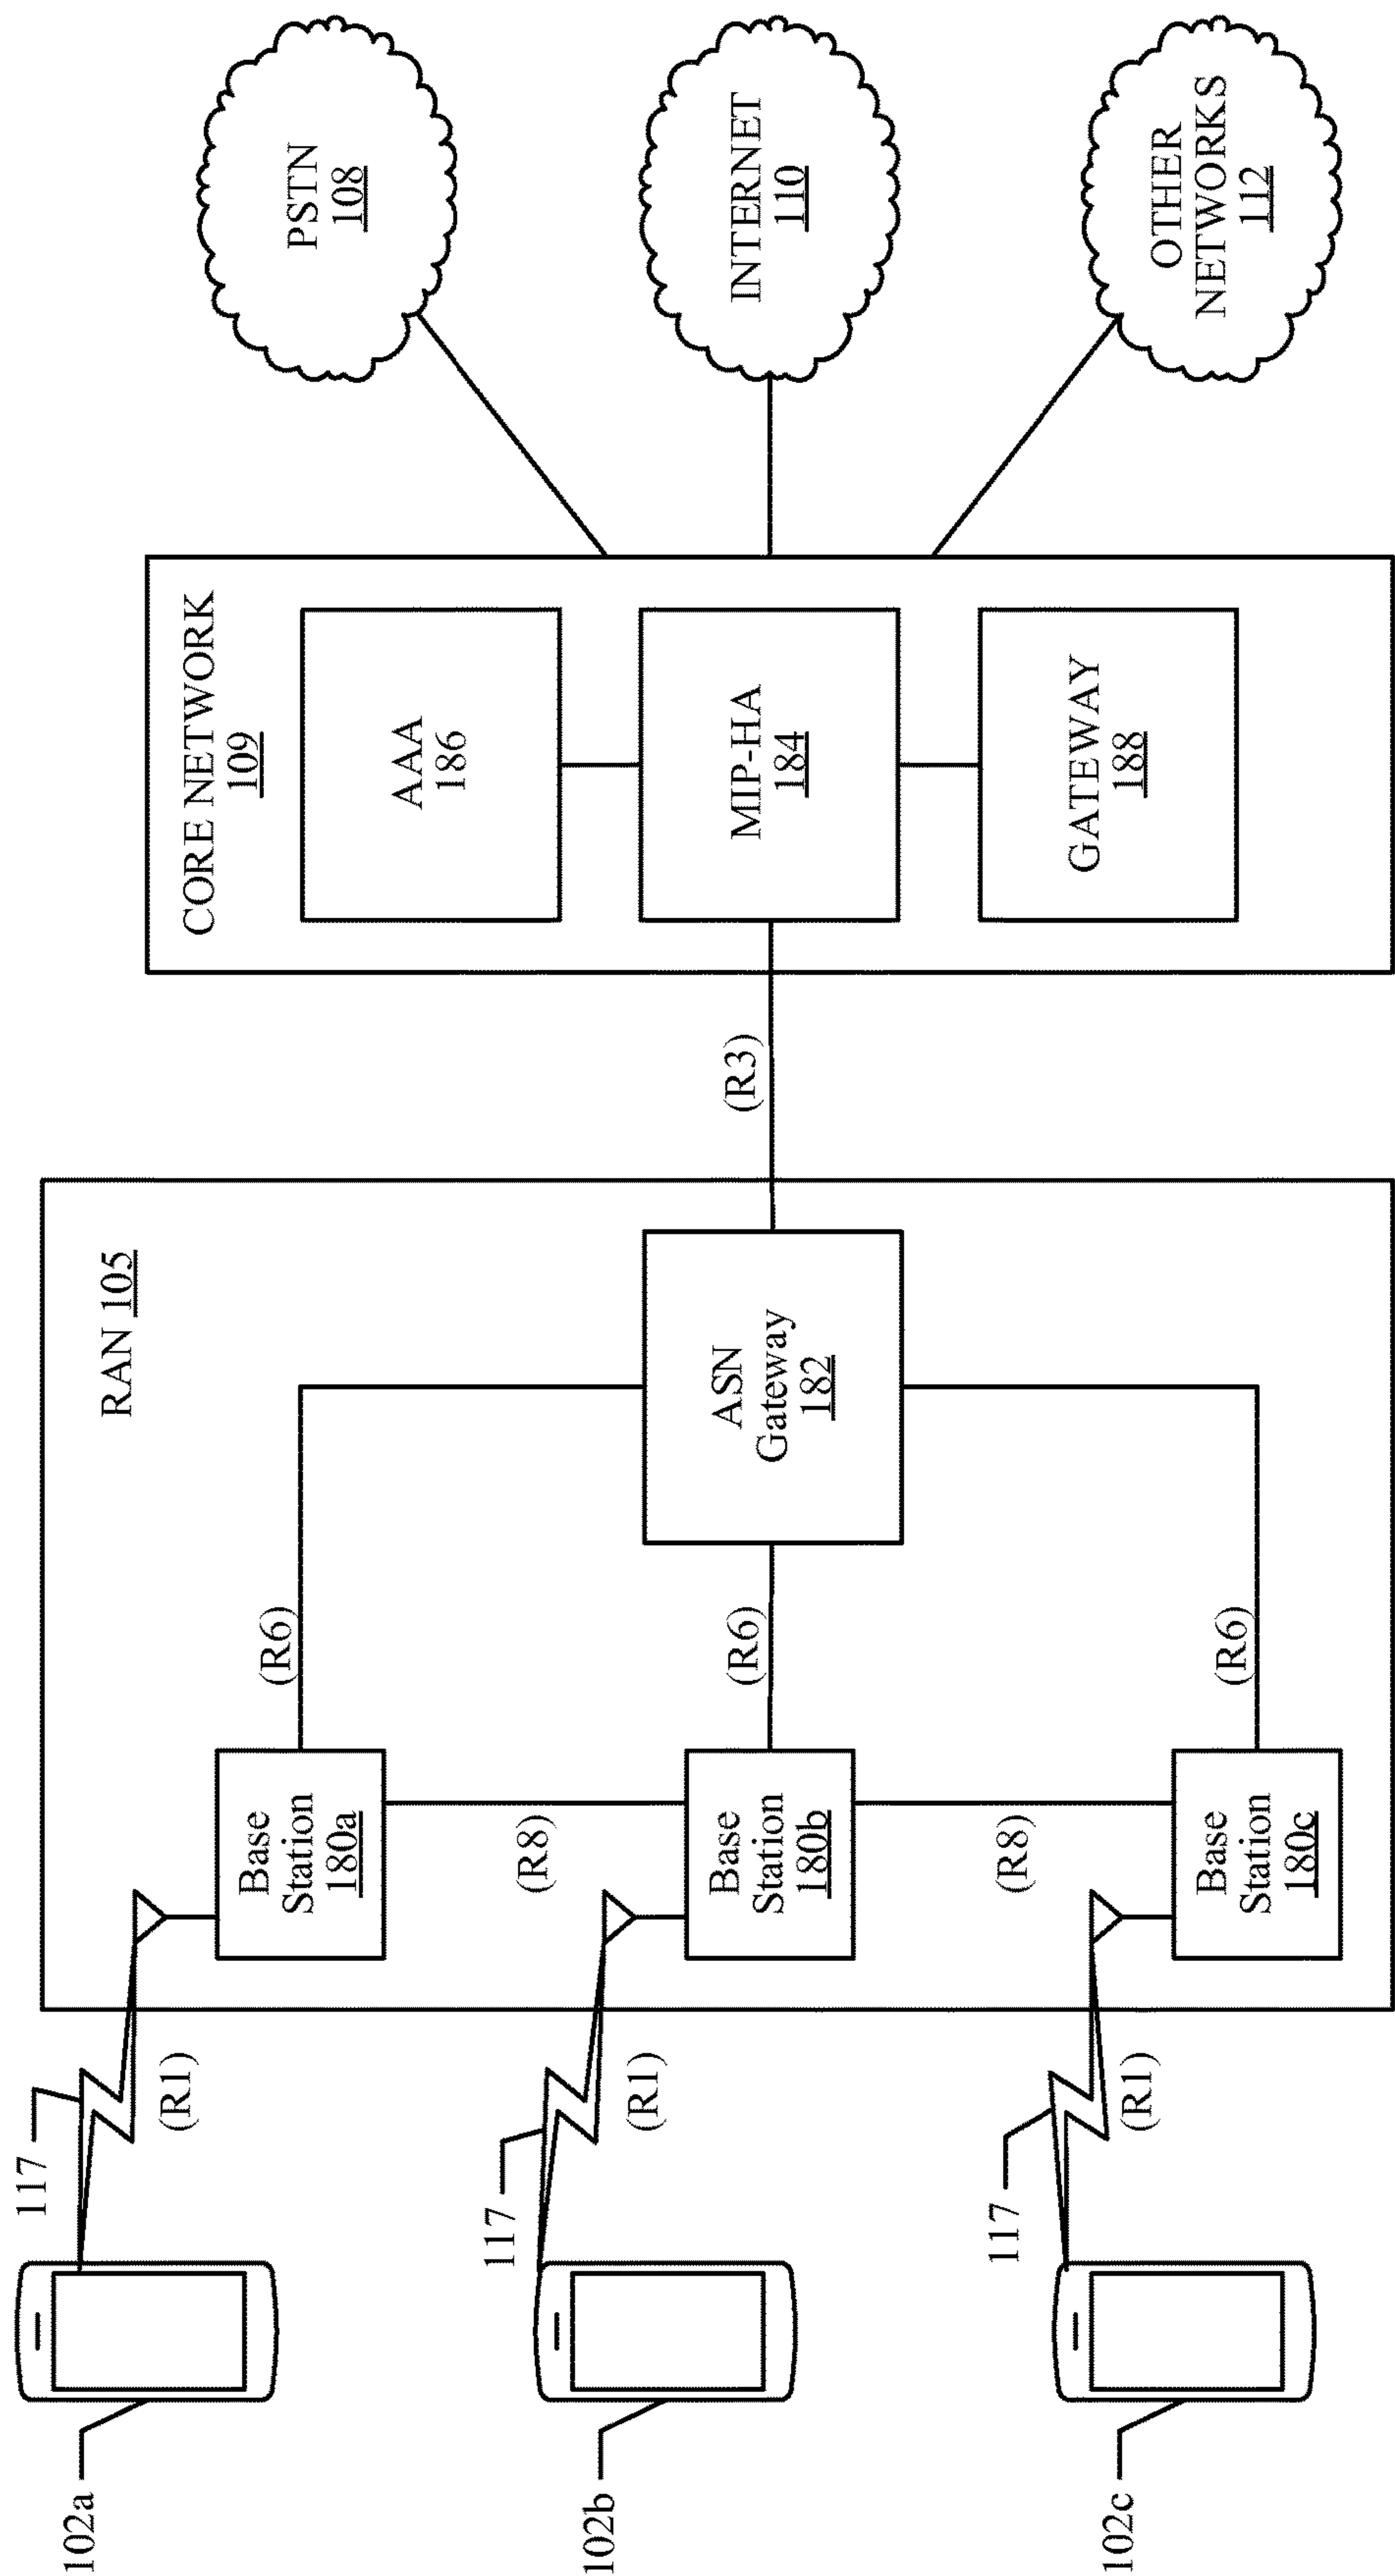 102a
117
(R1)
Base
Station
180a
(R6)
RAN 105
CORE NETWORK
109
AAA
186
PSTN
108
(R8)
102b
117
(R1)
Base
Station
180b
(R6)
ASN
Gateway
182
(R3)
MIP-HA
184
INTERNET
110
(R8)
102c
117
(R1)
Base
Station
180c
(R6)
GATEWAY
188
OTHER
NETWORKS
112